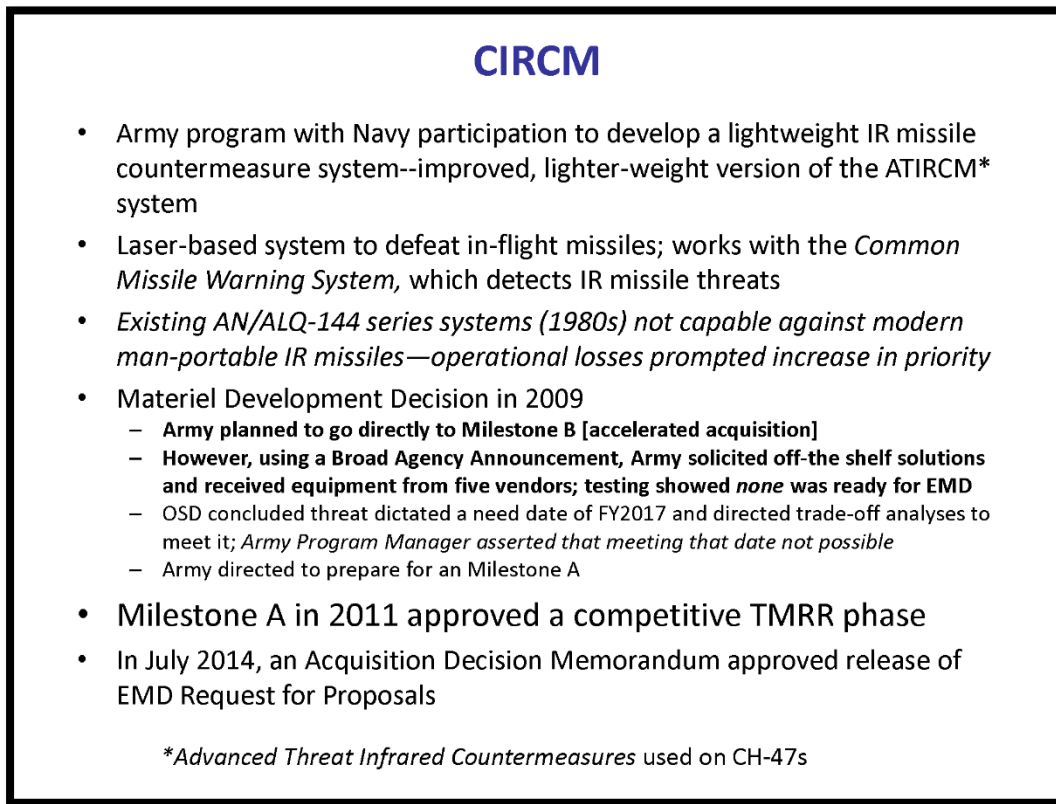 CIRCM
• Army program with Navy participation to develop a lightweight IR missile
countermeasure system--improved, lighter-weight version of the ATIRCM*
system
• Laser-based system to defeat in-flight missiles; works with the Common
Missile Warning System, which detects IR missile threats
• Existing AN/ALQ-144 series systems (1980s) not capable against modern
man-portable IR missiles—operational losses prompted increase in priority
• Materiel Development Decision in 2009
– Army planned to go directly to Milestone B [accelerated acquisition]
– However, using a Broad Agency Announcement, Army solicited off-the shelf solutions
and received equipment from five vendors; testing showed none was ready for EMD
– OSD concluded threat dictated a need date of FY2017 and directed trade-off analyses to
meet it; Army Program Manager asserted that meeting that date not possible
– Army directed to prepare for an Milestone A
• Milestone A in 2011 approved a competitive TMRR phase
• In July 2014, an Acquisition Decision Memorandum approved release of
EMD Request for Proposals
*Advanced Threat Infrared Countermeasures used on CH-47s